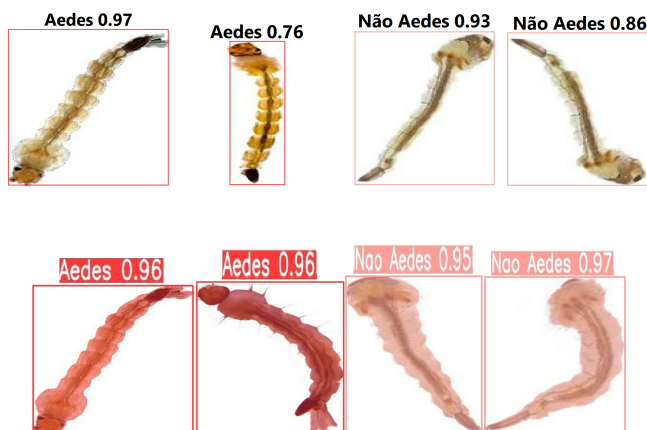 Aedes 0.97
Aedes 0.76
Não Aedes 0.93
Não Aedes 0.86
Aedes 0.96
Aedes 0.96
Nao Aedes 0.95
Nao Aedes 0.97